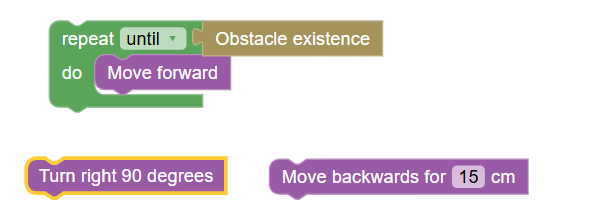 repeat until ▾ Obstacle existence
do Move forward
Turn right 90 degrees Move backwards for 15 cm